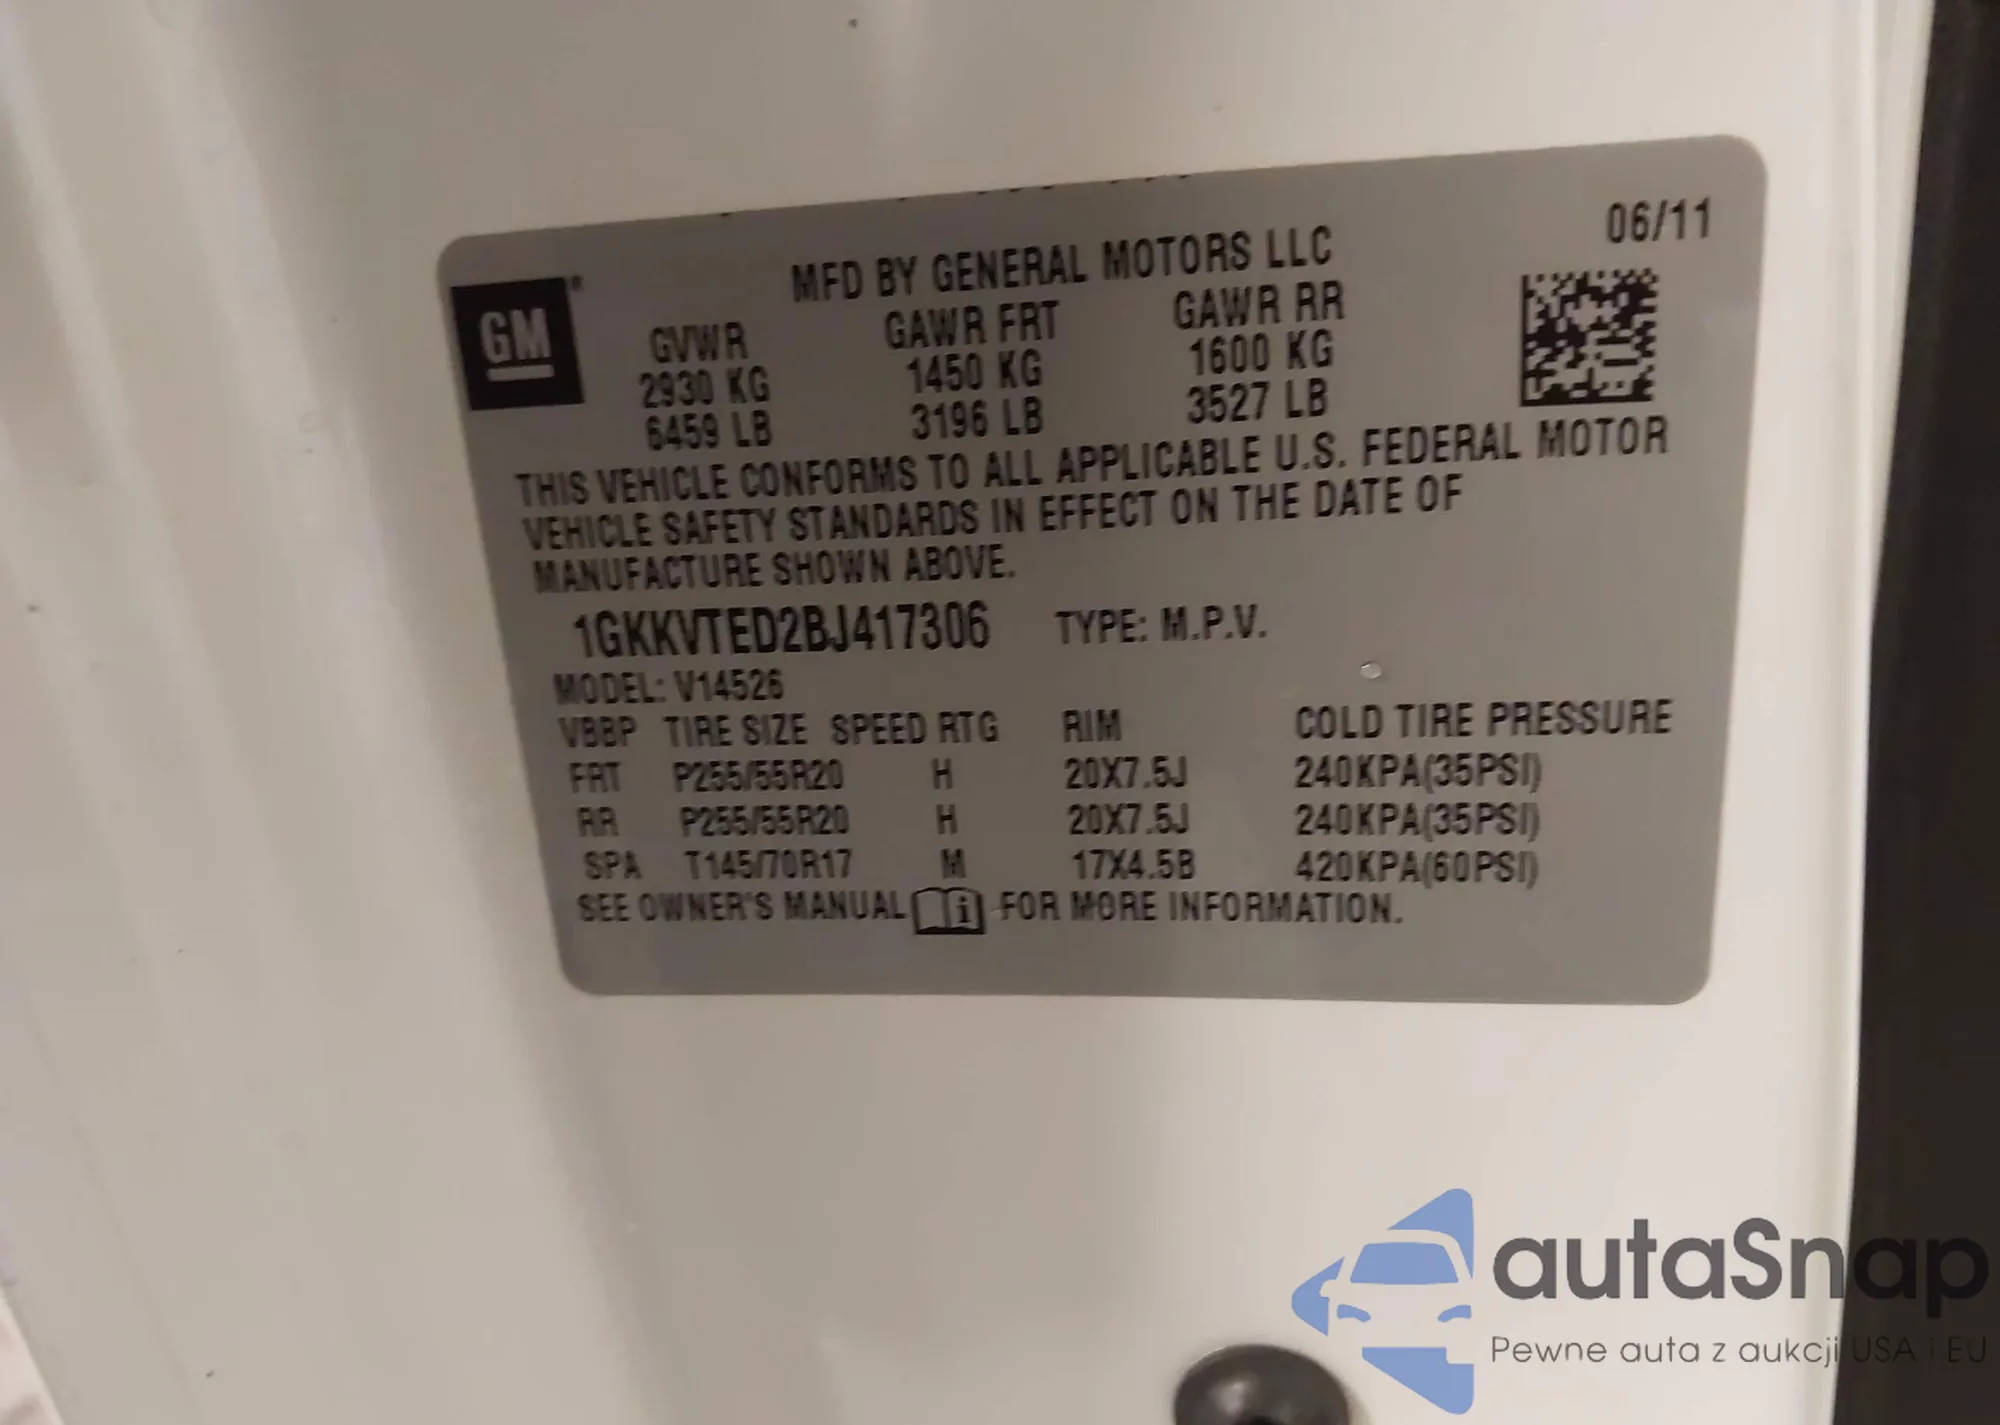 06/11
MFD BY GENERAL MOTORS LLC
GM
GVWR GAWR FRT GAWR RR
2930 KG 1450 KG 1600 KG
6459 LB 3196 LB 3527 LB
THIS VEHICLE CONFORMS TO ALL APPLICABLE U.S. FEDERAL MOTOR
VEHICLE SAFETY STANDARDS IN EFFECT ON THE DATE OF
MANUFACTURE SHOWN ABOVE.
1GKKVTED2BJ417306 TYPE: M.P.V.
MODEL: V14526
VBBP TIRE SIZE SPEED RTG RIM COLD TIRE PRESSURE
FRT P255/55R20 H 20X7.5J 240KPA(35PSI)
RR P255/55R20 H 20X7.5J 240KPA(35PSI)
SPA T145/70R17 M 17X4.5B 420KPA(60PSI)
SEE OWNER'S MANUAL i FOR MORE INFORMATION.
autaSnap
Pewne auta z aukcji USA i EU